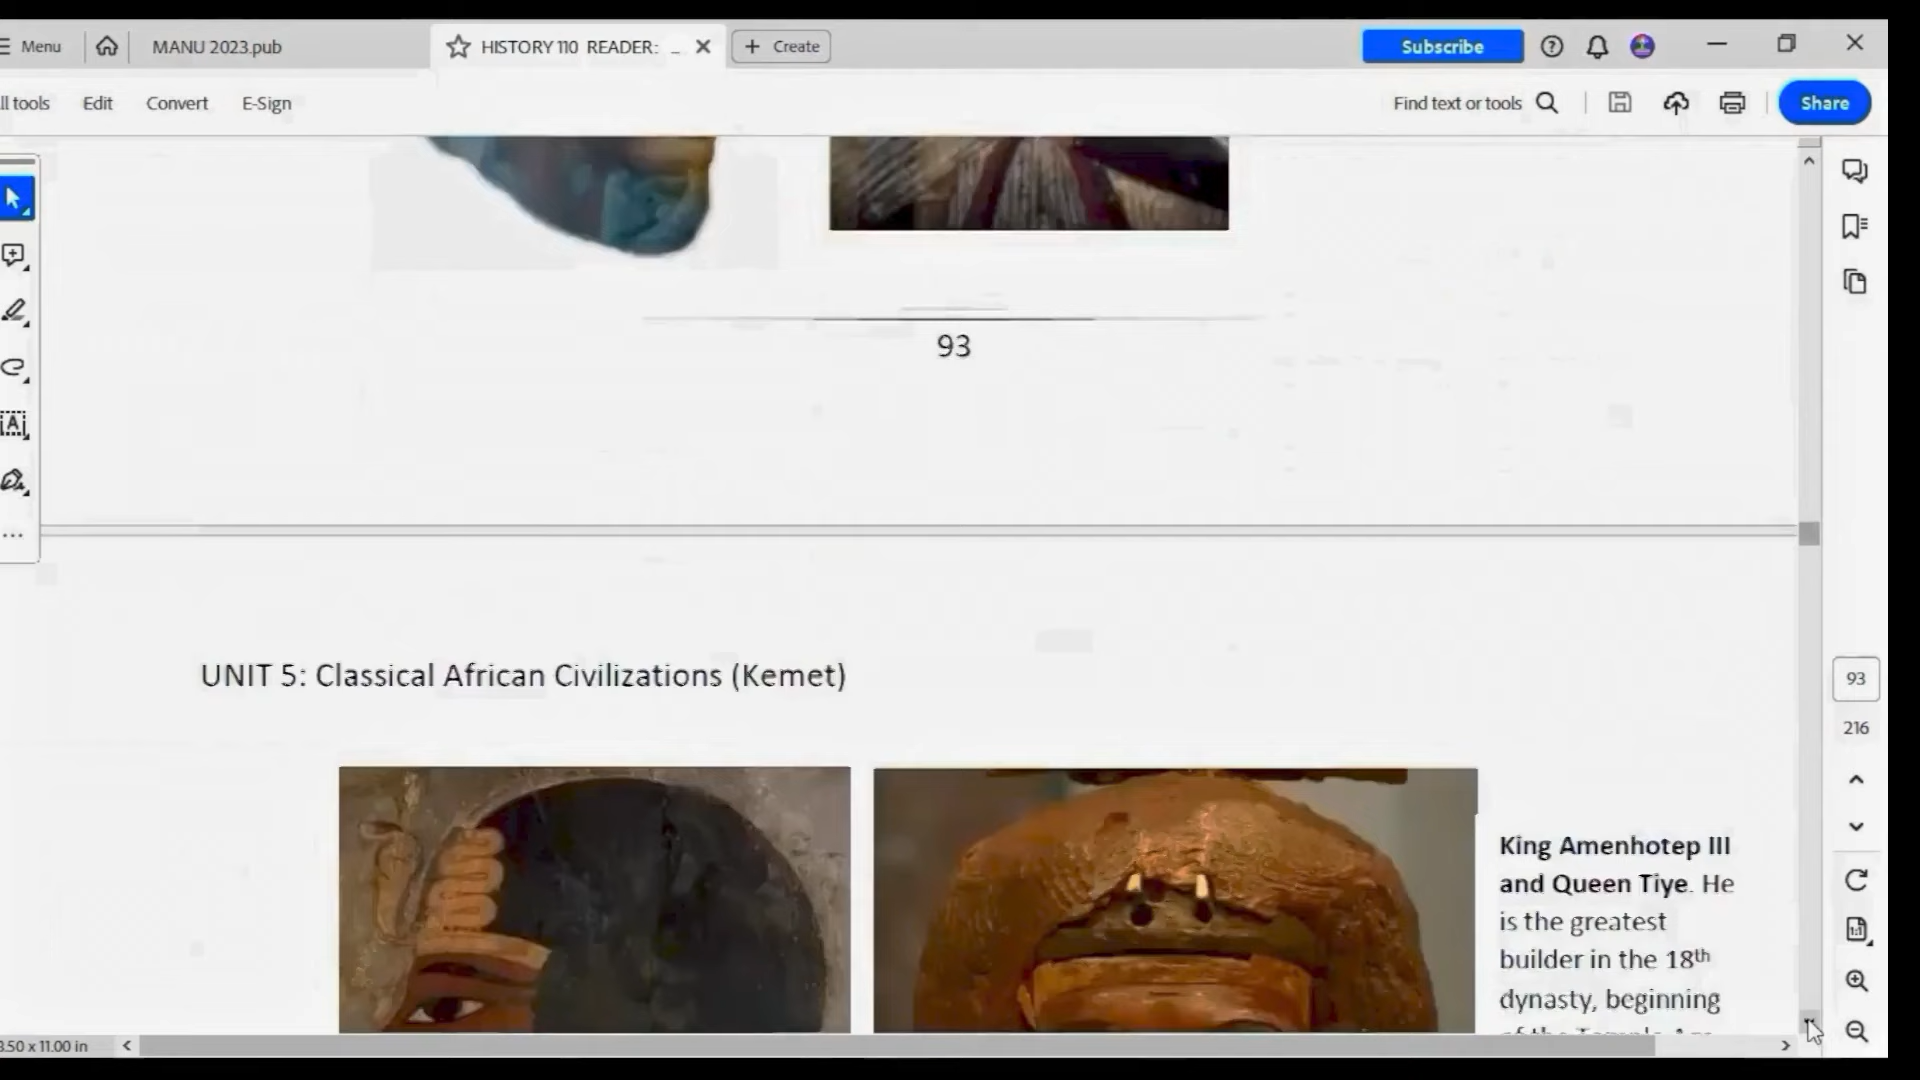 Menu
MANU 2023.pub
HISTORY 110 READER: _
Create
Subscribe
ll tools
Edit
Convert
E-Sign
Find text or tools
Share
93
UNIT 5: Classical African Civilizations (Kemet)
King Amenhotep III
and Queen Tiye. He
is the greatest
builder in the 18th
dynasty, beginning
93
216
8.50 x 11.00 in